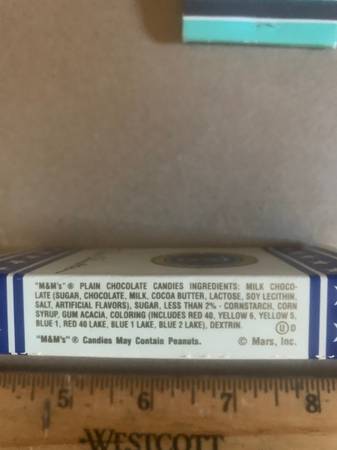 "M&M's"® PLAIN CHOCOLATE CANDIES INGREDIENTS: MILK CHOCO-
LATE (SUGAR, CHOCOLATE, MILK, COCOA BUTTER, LACTOSE, SOY LECITHIN,
SALT, ARTIFICIAL FLAVORS), SUGAR, LESS THAN 2% - CORNSTARCH, CORN
SYRUP, GUM ACACIA, COLORING (INCLUDES RED 40, YELLOW 6, YELLOW 5,
BLUE 1, RED 40 LAKE, BLUE 1 LAKE, BLUE 2 LAKE), DEXTRIN.
Ⓤ D
"M&M's"® Candies May Contain Peanuts. © Mars, Inc.
5 6 7 8
WESTCOTT